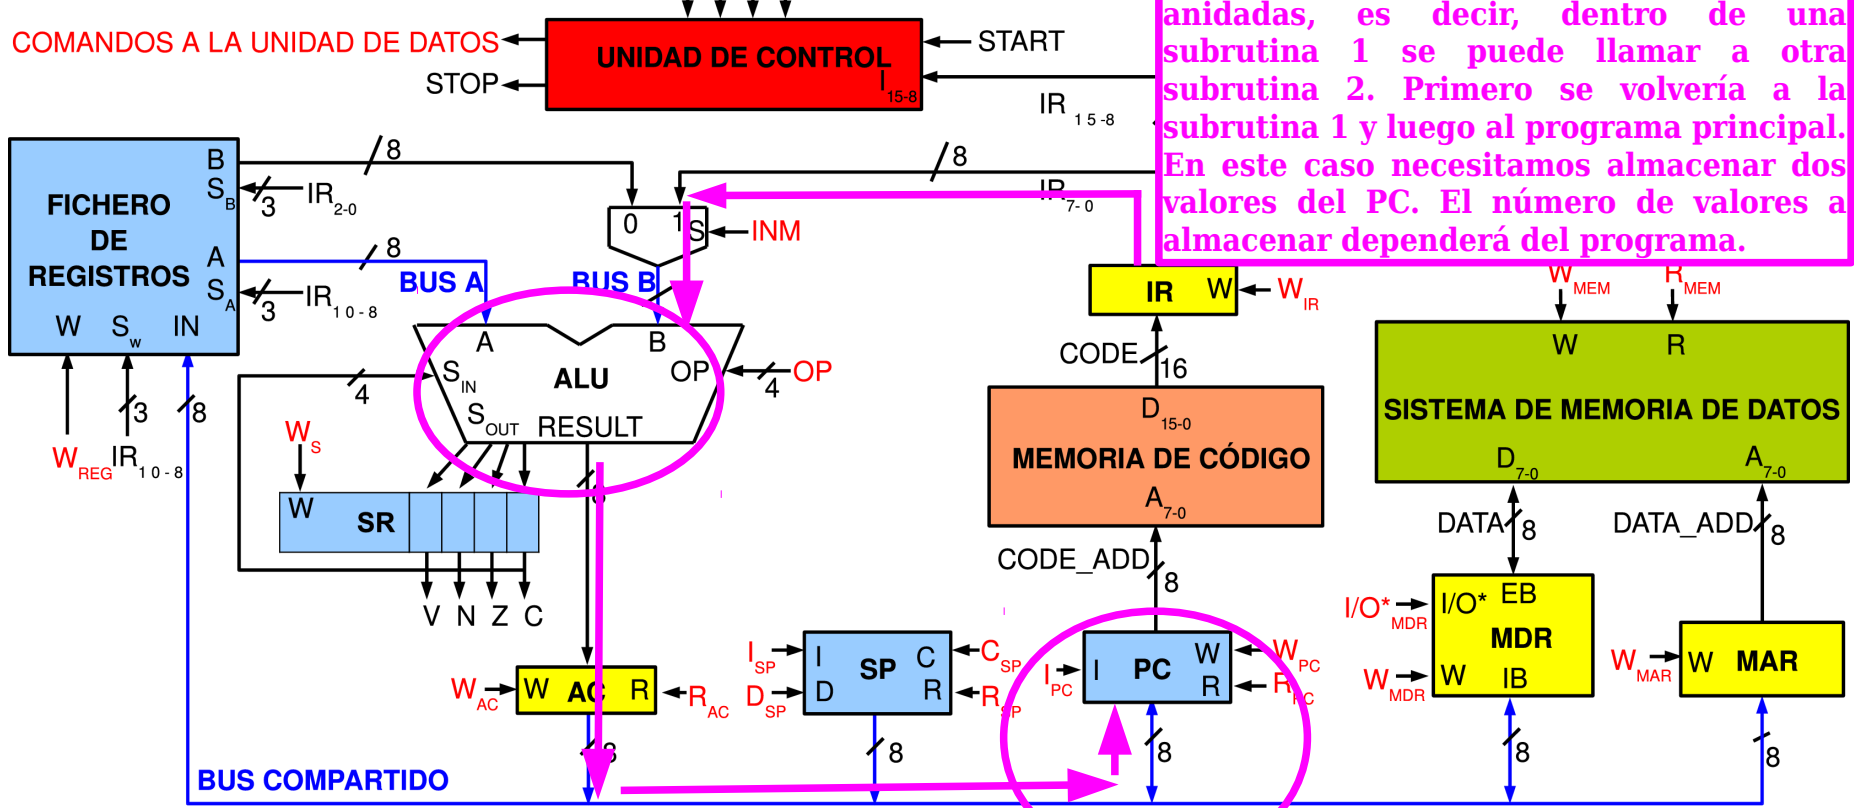 anidadas, es decir, dentro de una
subrutina 1 se puede llamar a otra
subrutina 2. Primero se volvería a la
subrutina 1 y luego al programa principal.
En este caso necesitamos almacenar dos
valores del PC. El número de valores a
almacenar dependerá del programa.
COMANDOS A LA UNIDAD DE DATOS
STOP
UNIDAD DE CONTROL
I15-8
START
IR 15-8
FICHERO
DE
REGISTROS
B
SB
A
SA
W
Sw
IN
8
3
IR2-0
8
3
IR10-8
WREG
3
IR10-8
8
8
IR7-0
0
1
S
INM
BUS A
BUS B
A
B
SIN
ALU
OP
4
OP
SOUT
RESULT
4
WS
W
SR
V
N
Z
C
8
WAC
W
AC
R
RAC
8
BUS COMPARTIDO
ISP
DSP
I
D
SP
C
R
CSP
RSP
8
IR
W
WIR
CODE
16
D15-0
MEMORIA DE CÓDIGO
A7-0
CODE_ADD
8
IPC
I
PC
W
R
WPC
RPC
8
WMEM
RMEM
W
R
SISTEMA DE MEMORIA DE DATOS
D7-0
A7-0
DATA
8
DATA_ADD
8
I/O*MDR
I/O*
EB
MDR
WMDR
W
IB
8
WMAR
W
MAR
8